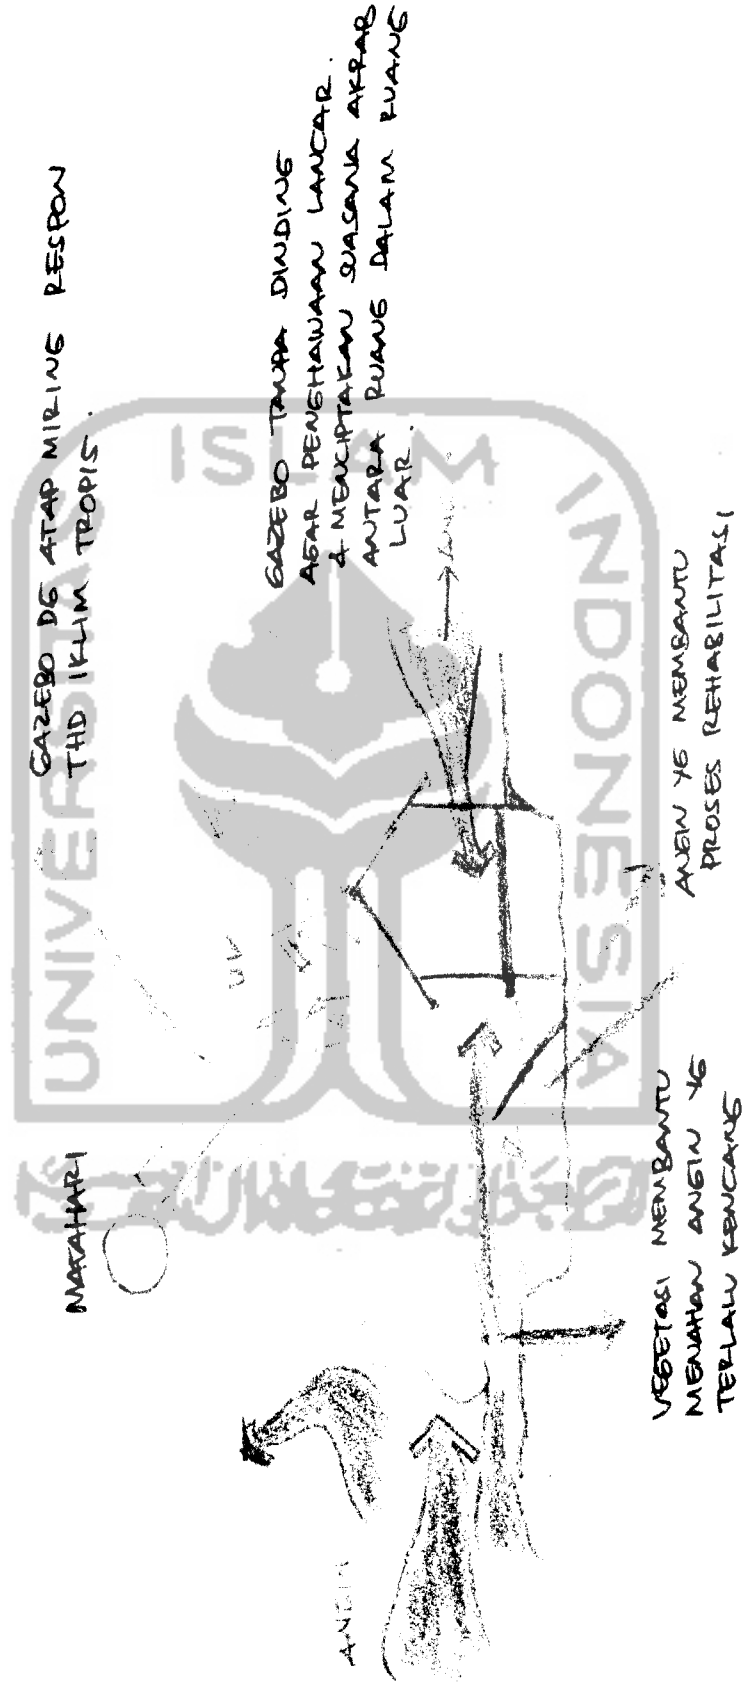 GAZEBO DG ATAP MIRING RESPON
THD IKLIM TROPIS.
GAZEBO TANPA DINDING
AGAR PENGHAWAAN LANCAR.
& MENCIPTAKAN SUASANA AKRAB
ANTARA RUANG DALAM RUANG
LUAR.
MATAHARI
UV
ANGIN
ANGIN YG MEMBANTU
PROSES REHABILITASI
VEGETASI MEMBANTU
MENAHAN ANGIN YG
TERLALU KENCANG
UNIVERSITAS
ISLAM
INDONESIA